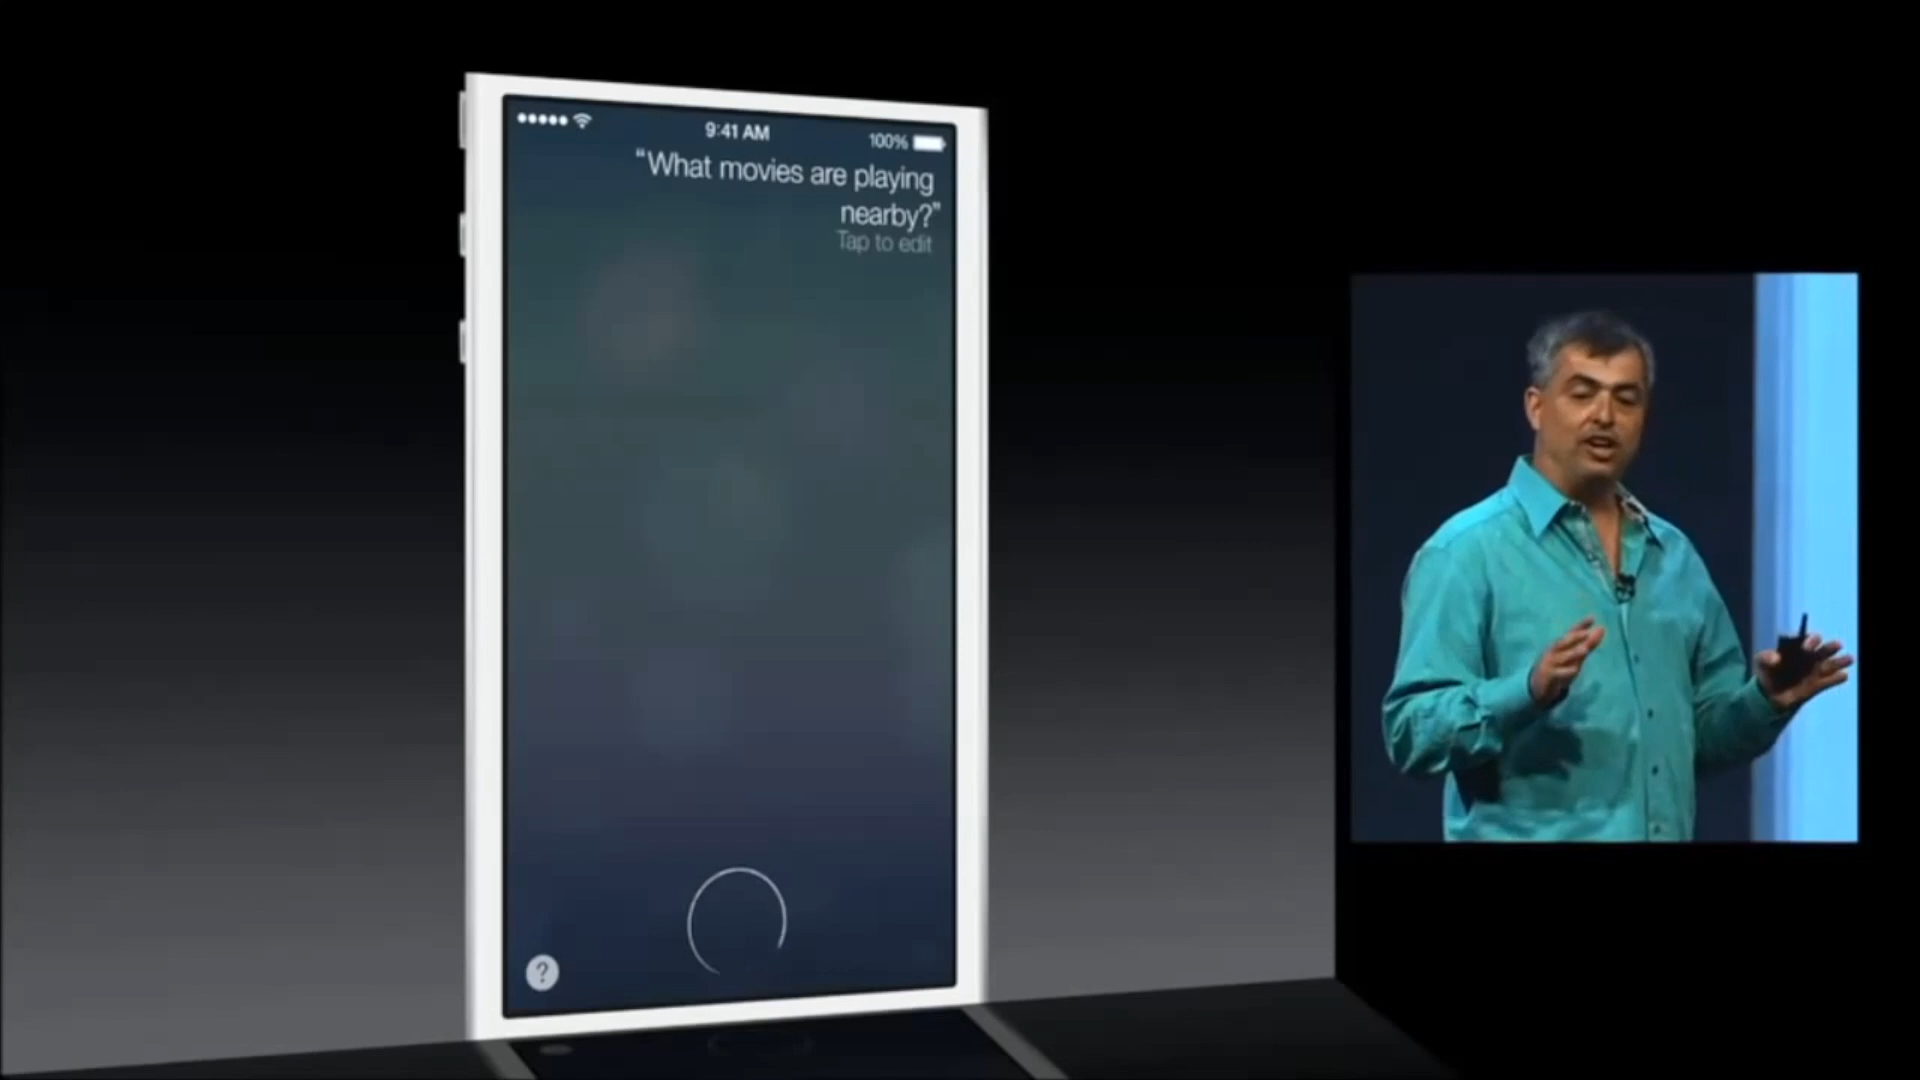 9:41 AM
100%
“What movies are playing
nearby?”
Tap to edit
?